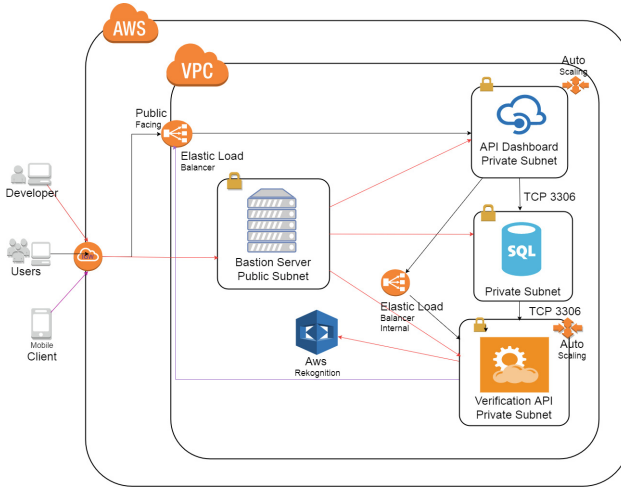 AWS
VPC
Auto
Scaling
Public
Facing
API Dashboard
Private Subnet
Elastic Load
Balancer
Developer
TCP 3306
Users
Bastion Server
Public Subnet
SQL
Private Subnet
Elastic Load
Balancer
Internal
TCP 3306
Mobile
Client
Aws
Rekognition
Auto
Scaling
Verification API
Private Subnet